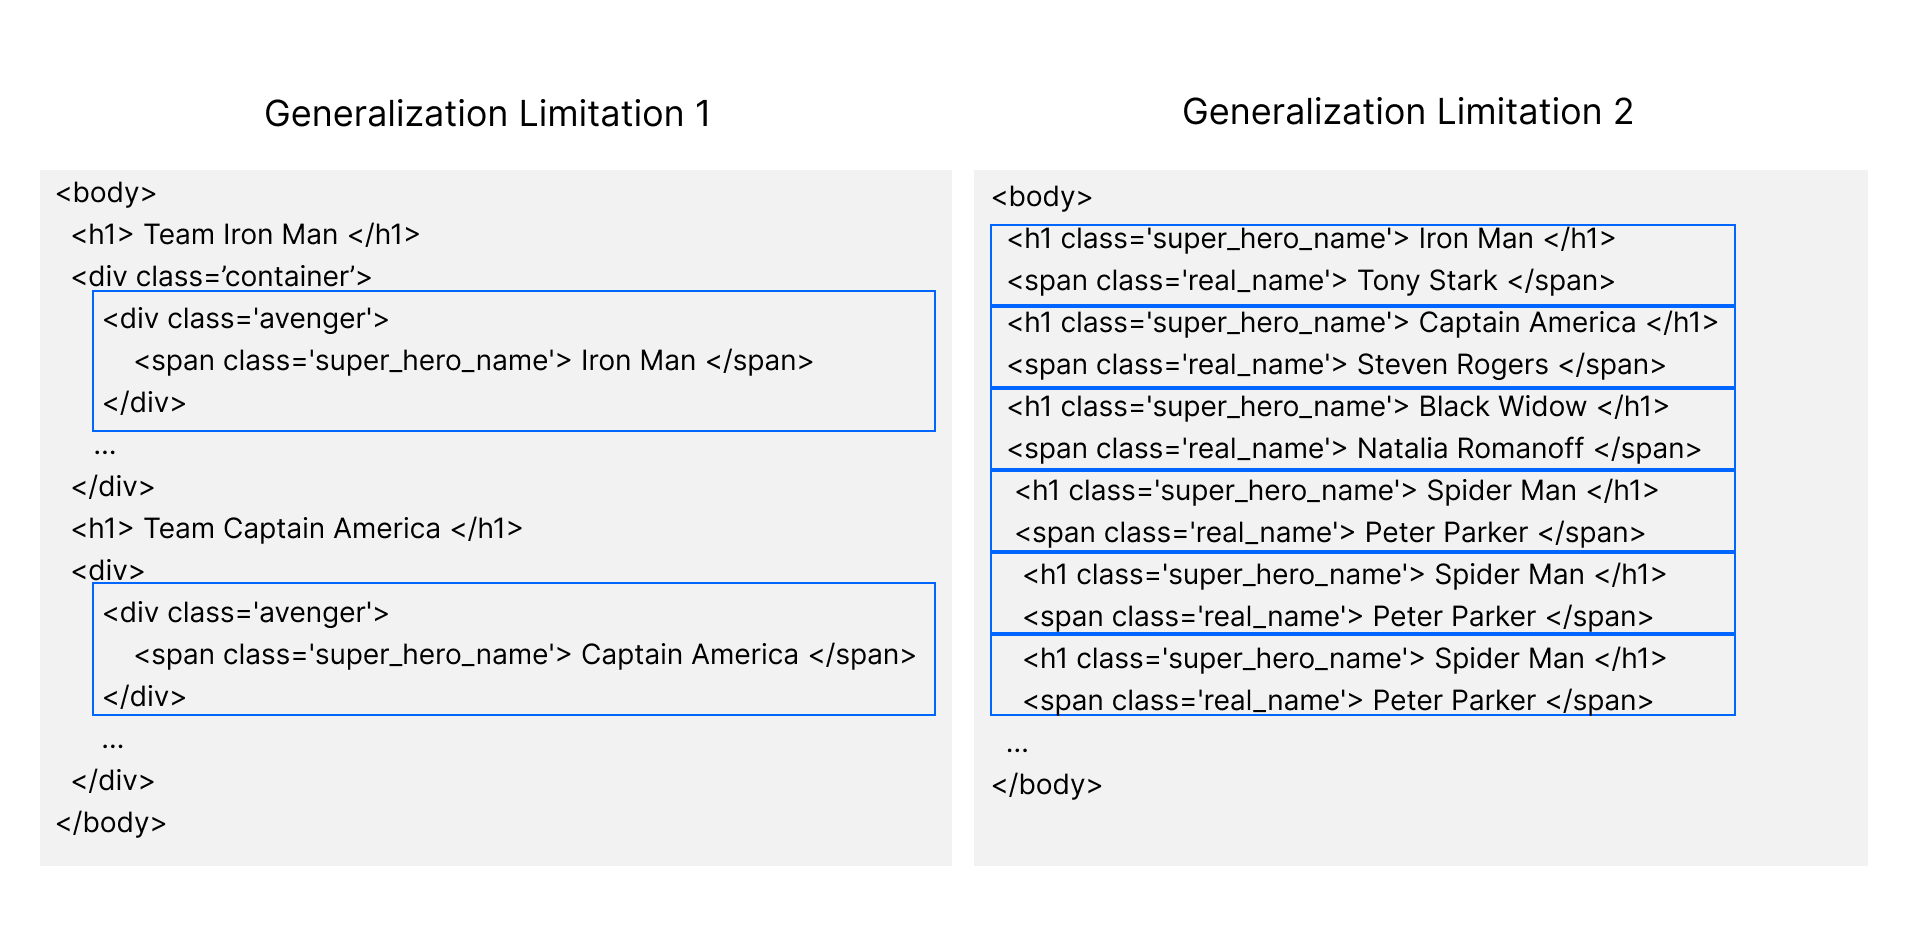 Generalization Limitation 1
<body>
<h1> Team Iron Man </h1>
<div class=’container’>
<div class='avenger'>
<span class='super_hero_name'> Iron Man </span>
</div>
...
</div>
<h1> Team Captain America </h1>
<div>
<div class='avenger'>
<span class='super_hero_name'> Captain America </span>
</div>
...
</div>
</body>
Generalization Limitation 2
<body>
<h1 class='super_hero_name'> Iron Man </h1>
<span class='real_name'> Tony Stark </span>
<h1 class='super_hero_name'> Captain America </h1>
<span class='real_name'> Steven Rogers </span>
<h1 class='super_hero_name'> Black Widow </h1>
<span class='real_name'> Natalia Romanoff </span>
<h1 class='super_hero_name'> Spider Man </h1>
<span class='real_name'> Peter Parker </span>
<h1 class='super_hero_name'> Spider Man </h1>
<span class='real_name'> Peter Parker </span>
<h1 class='super_hero_name'> Spider Man </h1>
<span class='real_name'> Peter Parker </span>
...
</body>